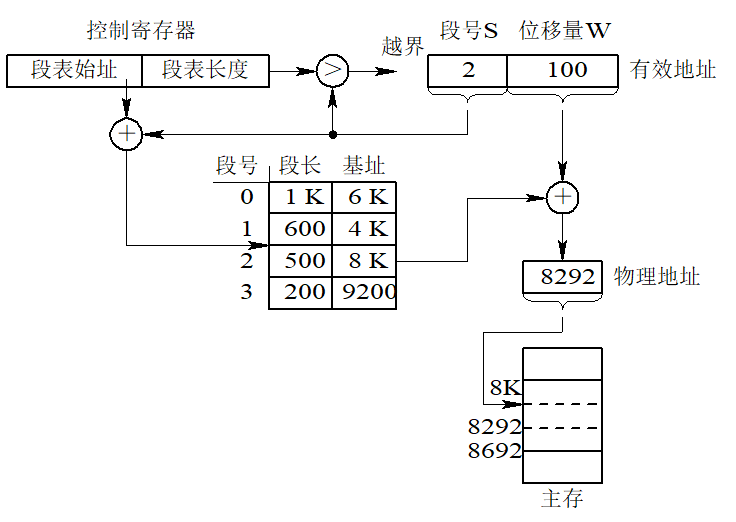 控制寄存器
越界
段号S 位移量W
段表始址 段表长度
>
2 100
有效地址
+
段号 段长 基址
0 1 K 6 K
1 600 4 K
2 500 8 K
3 200 9200
+
8292
物理地址
8K
8292
8692
主存